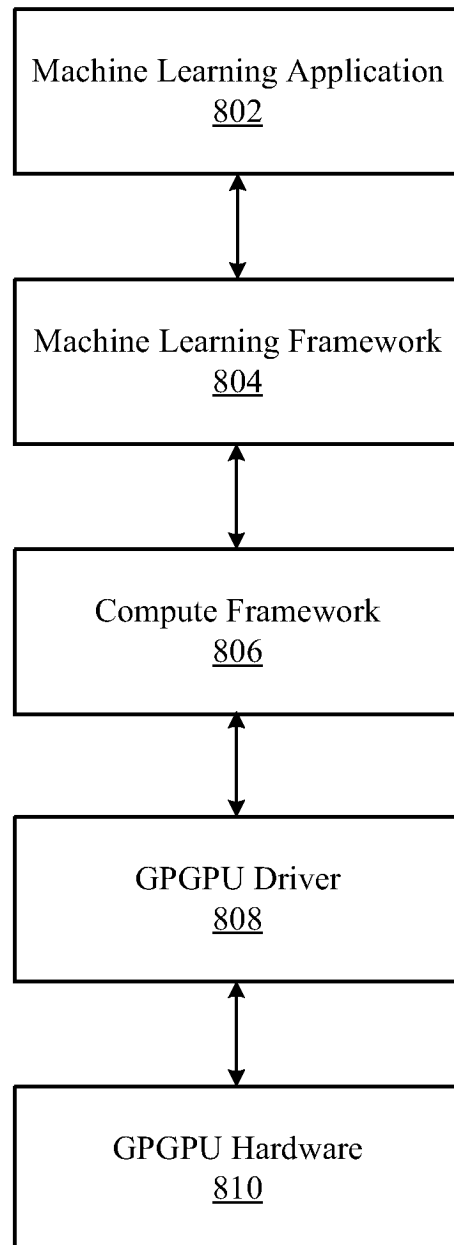 Machine Learning Application
802
Machine Learning Framework
804
Compute Framework
806
GPGPU Driver
808
GPGPU Hardware
810